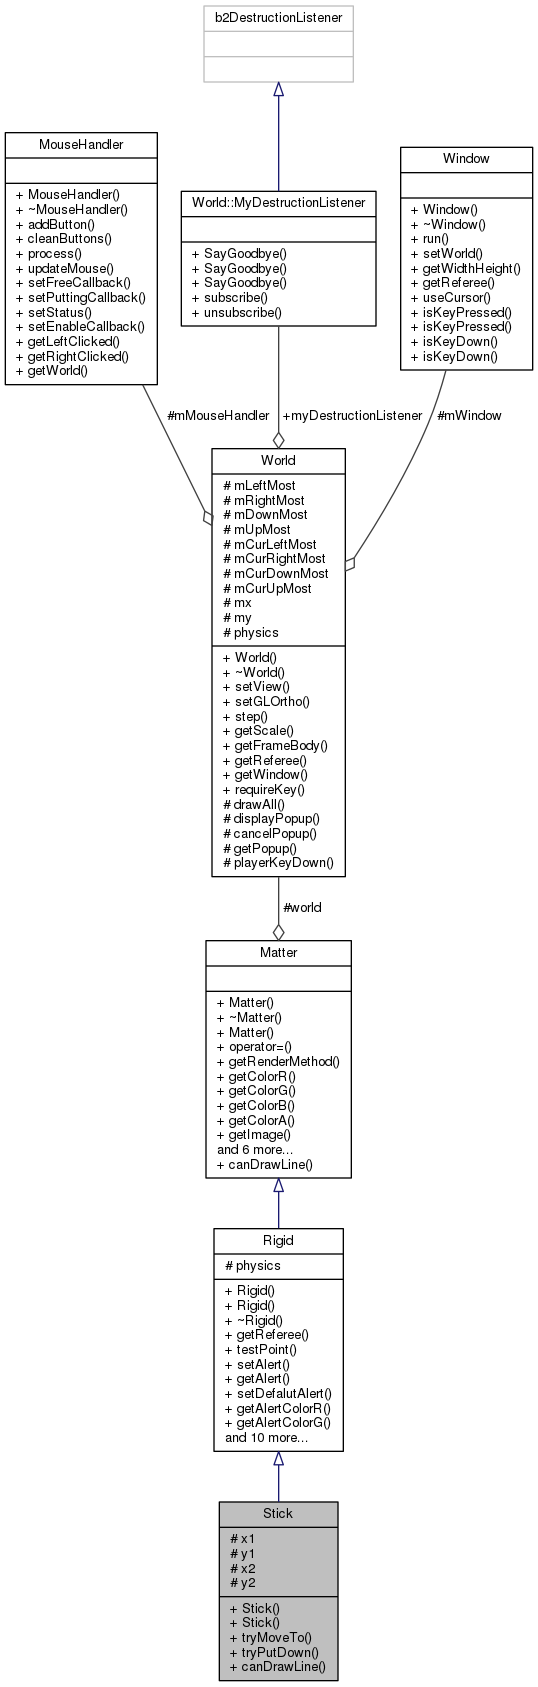 b2DestructionListener
MouseHandler
+ MouseHandler()
+ ~MouseHandler()
+ addButton()
+ cleanButtons()
+ process()
+ updateMouse()
+ setFreeCallback()
+ setPuttingCallback()
+ setStatus()
+ setEnableCallback()
+ getLeftClicked()
+ getRightClicked()
+ getWorld()
World::MyDestructionListener
+ SayGoodbye()
+ SayGoodbye()
+ SayGoodbye()
+ subscribe()
+ unsubscribe()
Window
+ Window()
+ ~Window()
+ run()
+ setWorld()
+ getWidthHeight()
+ getReferee()
+ useCursor()
+ isKeyPressed()
+ isKeyPressed()
+ isKeyDown()
+ isKeyDown()
#mMouseHandler
+myDestructionListener
#mWindow
World
# mLeftMost
# mRightMost
# mDownMost
# mUpMost
# mCurLeftMost
# mCurRightMost
# mCurDownMost
# mCurUpMost
# mx
# my
# physics
+ World()
+ ~World()
+ setView()
+ setGLOrtho()
+ step()
+ getScale()
+ getFrameBody()
+ getReferee()
+ getWindow()
+ requireKey()
# drawAll()
# displayPopup()
# cancelPopup()
# getPopup()
# playerKeyDown()
#world
Matter
+ Matter()
+ ~Matter()
+ Matter()
+ operator=()
+ getRenderMethod()
+ getColorR()
+ getColorG()
+ getColorB()
+ getColorA()
+ getImage()
and 6 more...
+ canDrawLine()
Rigid
# physics
+ Rigid()
+ Rigid()
+ ~Rigid()
+ getReferee()
+ testPoint()
+ setAlert()
+ getAlert()
+ setDefalutAlert()
+ getAlertColorR()
+ getAlertColorG()
and 10 more...
Stick
# x1
# y1
# x2
# y2
+ Stick()
+ Stick()
+ tryMoveTo()
+ tryPutDown()
+ canDrawLine()